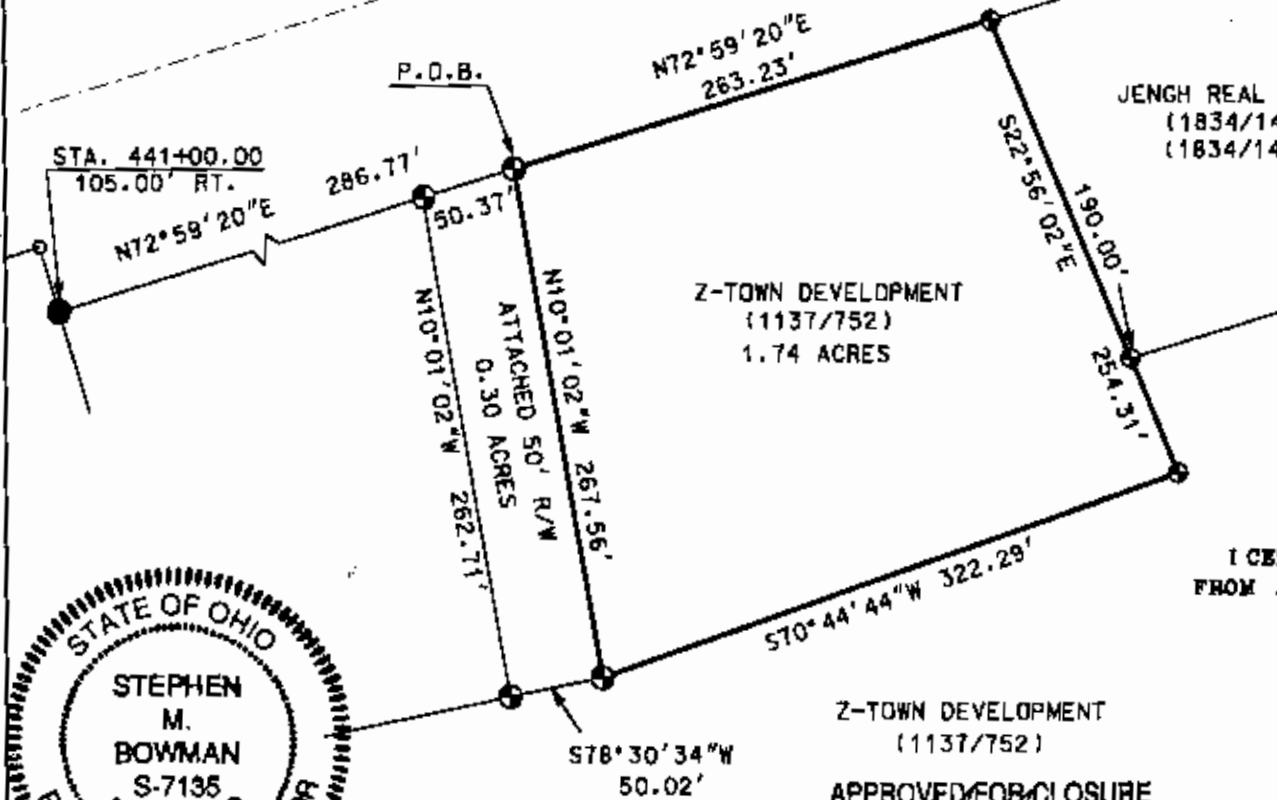 N72°59'20"E
263.23'
P.O.B.
JENGH REAL
(1834/14
(1834/14
STA. 441+00.00
105.00' RT.
286.77'
N72°59'20"E
50.37'
S22°56'02"E
190.00'
254.31'
Z-TOWN DEVELOPMENT
(1137/752)
1.74 ACRES
N10°01'02"W 262.71'
ATTACHED 50' R/W
0.30 ACRES
N10°01'02"W 267.56'
S70°44'44"W 322.29'
I CE
FROM
STATE OF OHIO
STEPHEN
M.
BOWMAN
S-7135
S78°30'34"W
50.02'
Z-TOWN DEVELOPMENT
(1137/752)
APPROVED FOR CLOSURE